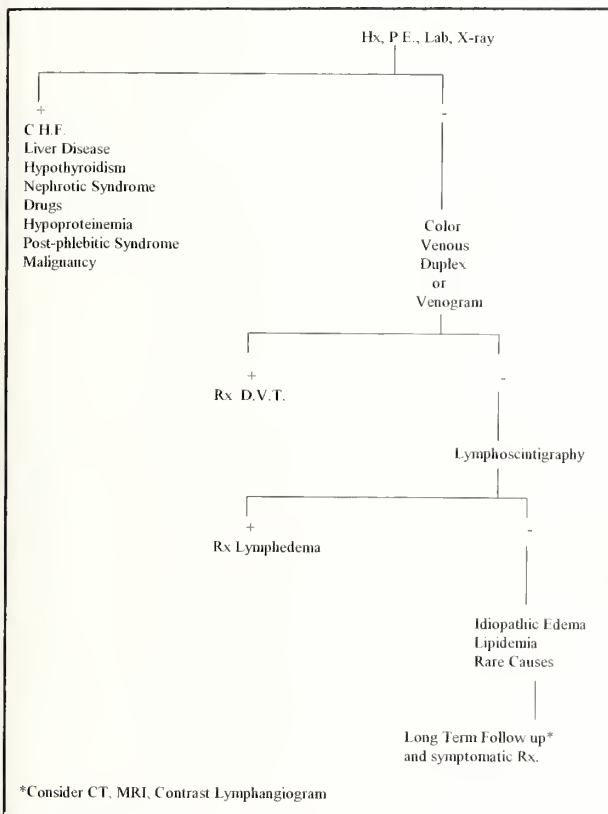 Hx, P E., Lab, X-ray
+
-
C H.F.
Liver Disease
Hypothyroidism
Nephrotic Syndrome
Drugs
Hypoproteinemia
Post-phlebitic Syndrome
Malignancy
Color
Venous
Duplex
or
Venogram
+
-
Rx D.V.T.
Lymphoscintigraphy
+
-
Rx Lymphedema
Idiopathic Edema
Lipidemia
Rare Causes
Long Term Follow up*
and symptomatic Rx.
*Consider CT, MRI, Contrast Lymphangiogram